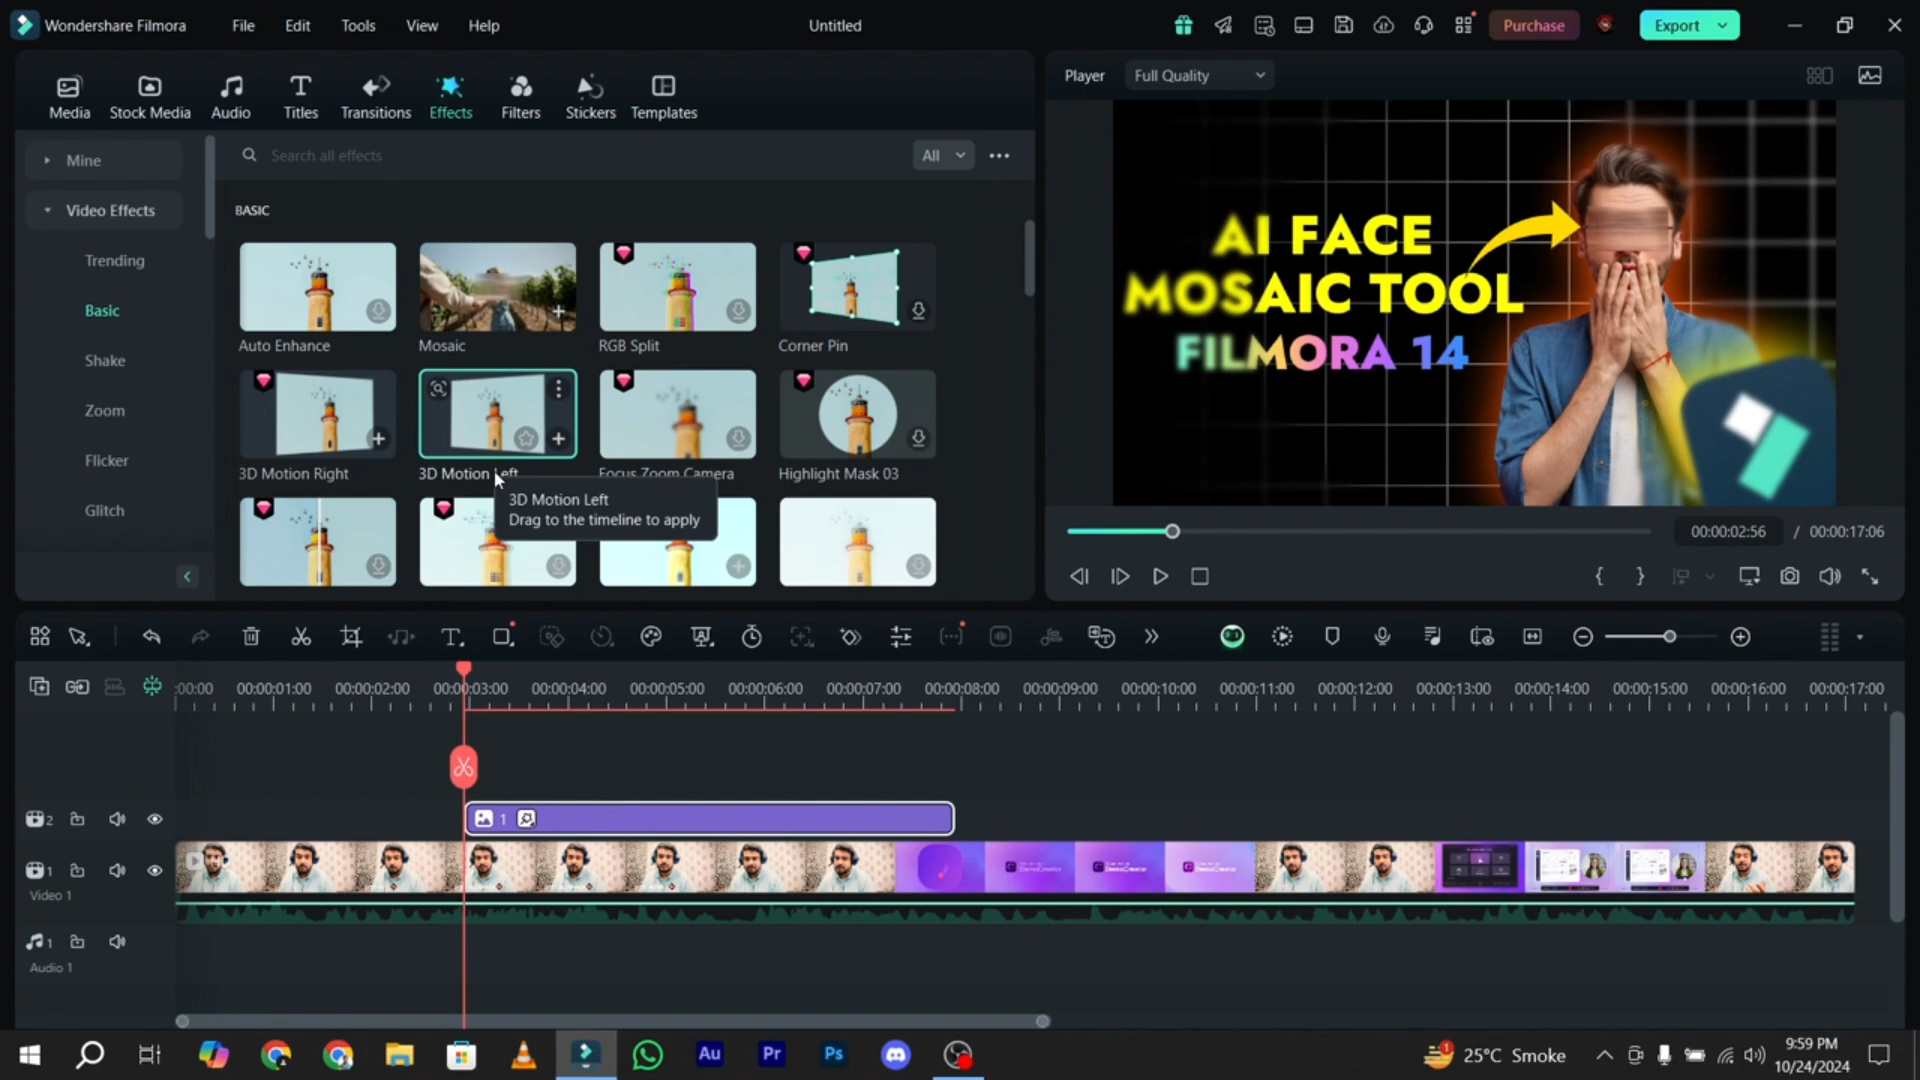 Wondershare Filmora File Edit Tools View Help Untitled Purchase Export
Media Stock Media Audio Titles Transitions Effects Filters Stickers Templates
Player Full Quality
Mine
Search all effects All
Video Effects
BASIC
Trending
Basic
Shake
Zoom
Flicker
Glitch
Auto Enhance Mosaic RGB Split Corner Pin
3D Motion Right 3D Motion Left Focus Zoom Camera Highlight Mask 03
3D Motion Left
Drag to the timeline to apply
AI FACE
MOSAIC TOOL
FILMORA 14
00:00:02:56 / 00:00:17:06
:00:00 00:00:01:00 00:00:02:00 00:00:03:00 00:00:04:00 00:00:05:00 00:00:06:00 00:00:07:00 00:00:08:00 00:00:09:00 00:00:10:00 00:00:11:00 00:00:12:00 00:00:13:00 00:00:14:00 00:00:15:00 00:00:16:00 00:00:17:00
2 1
1
Video 1
DemoCreator DemoCreator DemoCreator
1
Audio 1
Au Pr Ps
1 25°C Smoke
9:59 PM
10/24/2024